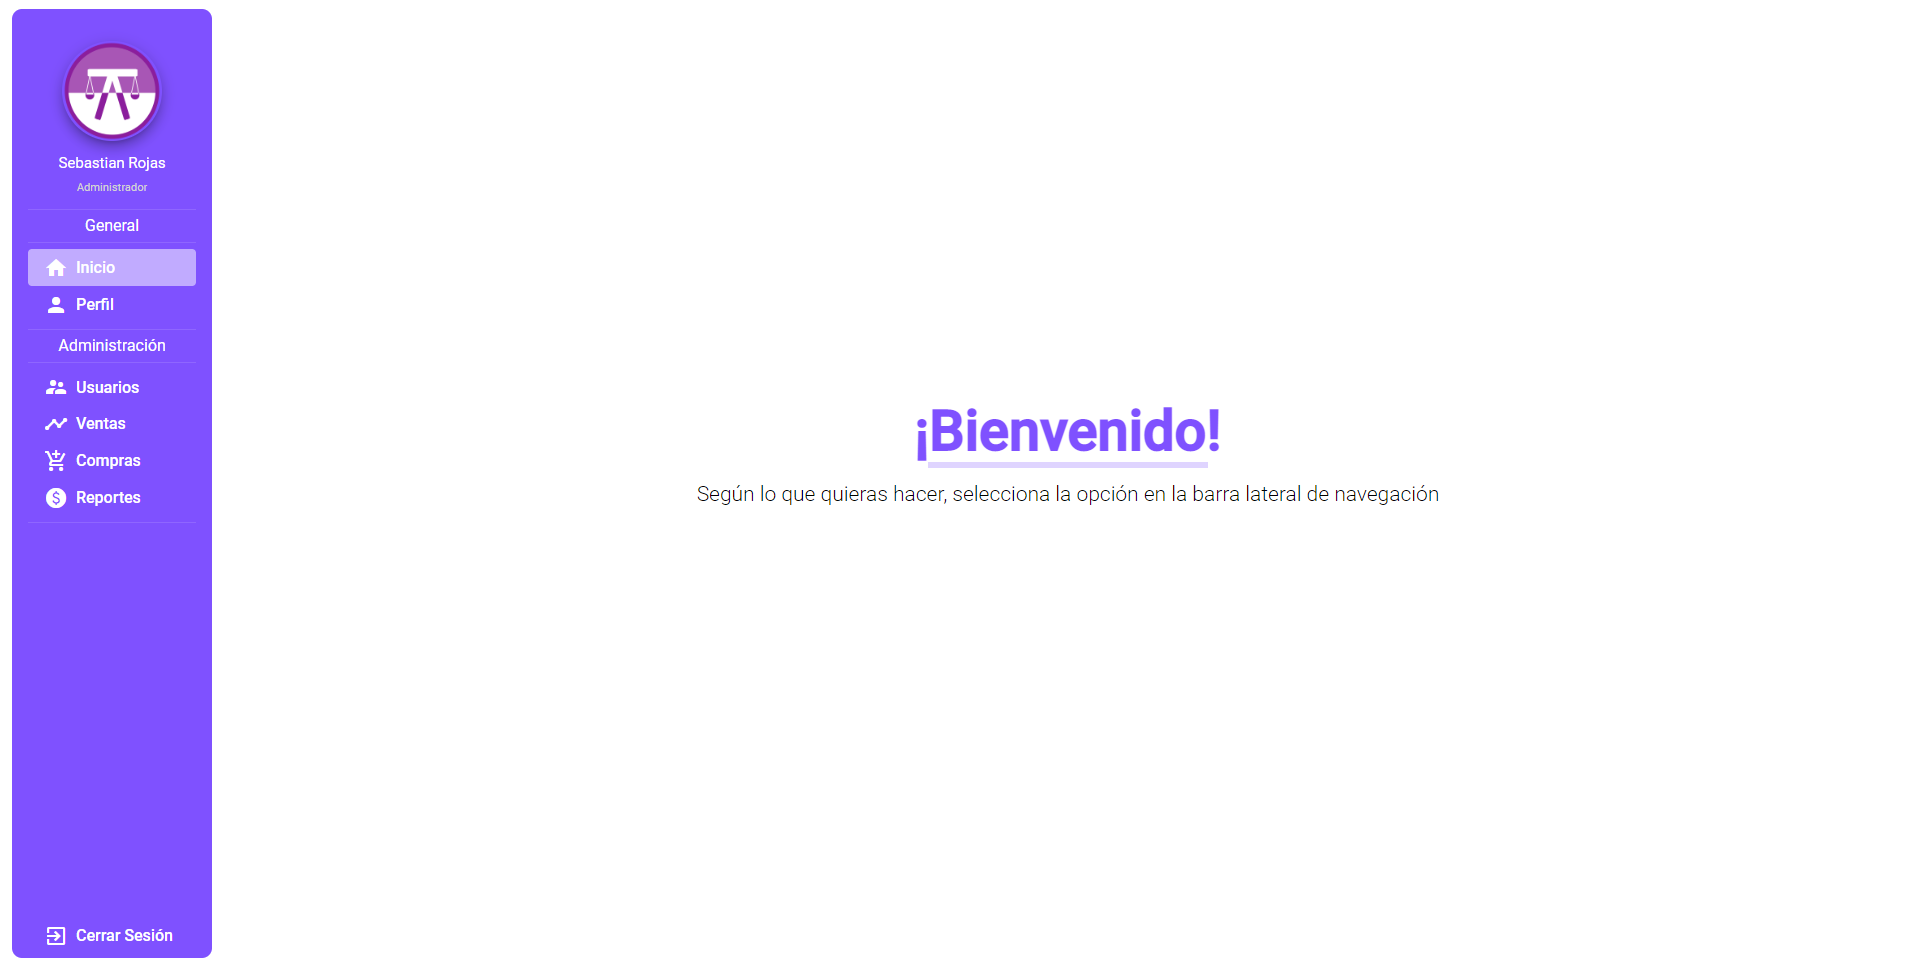 Sebastian Rojas
Administrador
General
Inicio
Perfil
Administración
Usuarios
Ventas
Compras
Reportes
Cerrar Sesión
¡Bienvenido!
Según lo que quieras hacer, selecciona la opción en la barra lateral de navegación